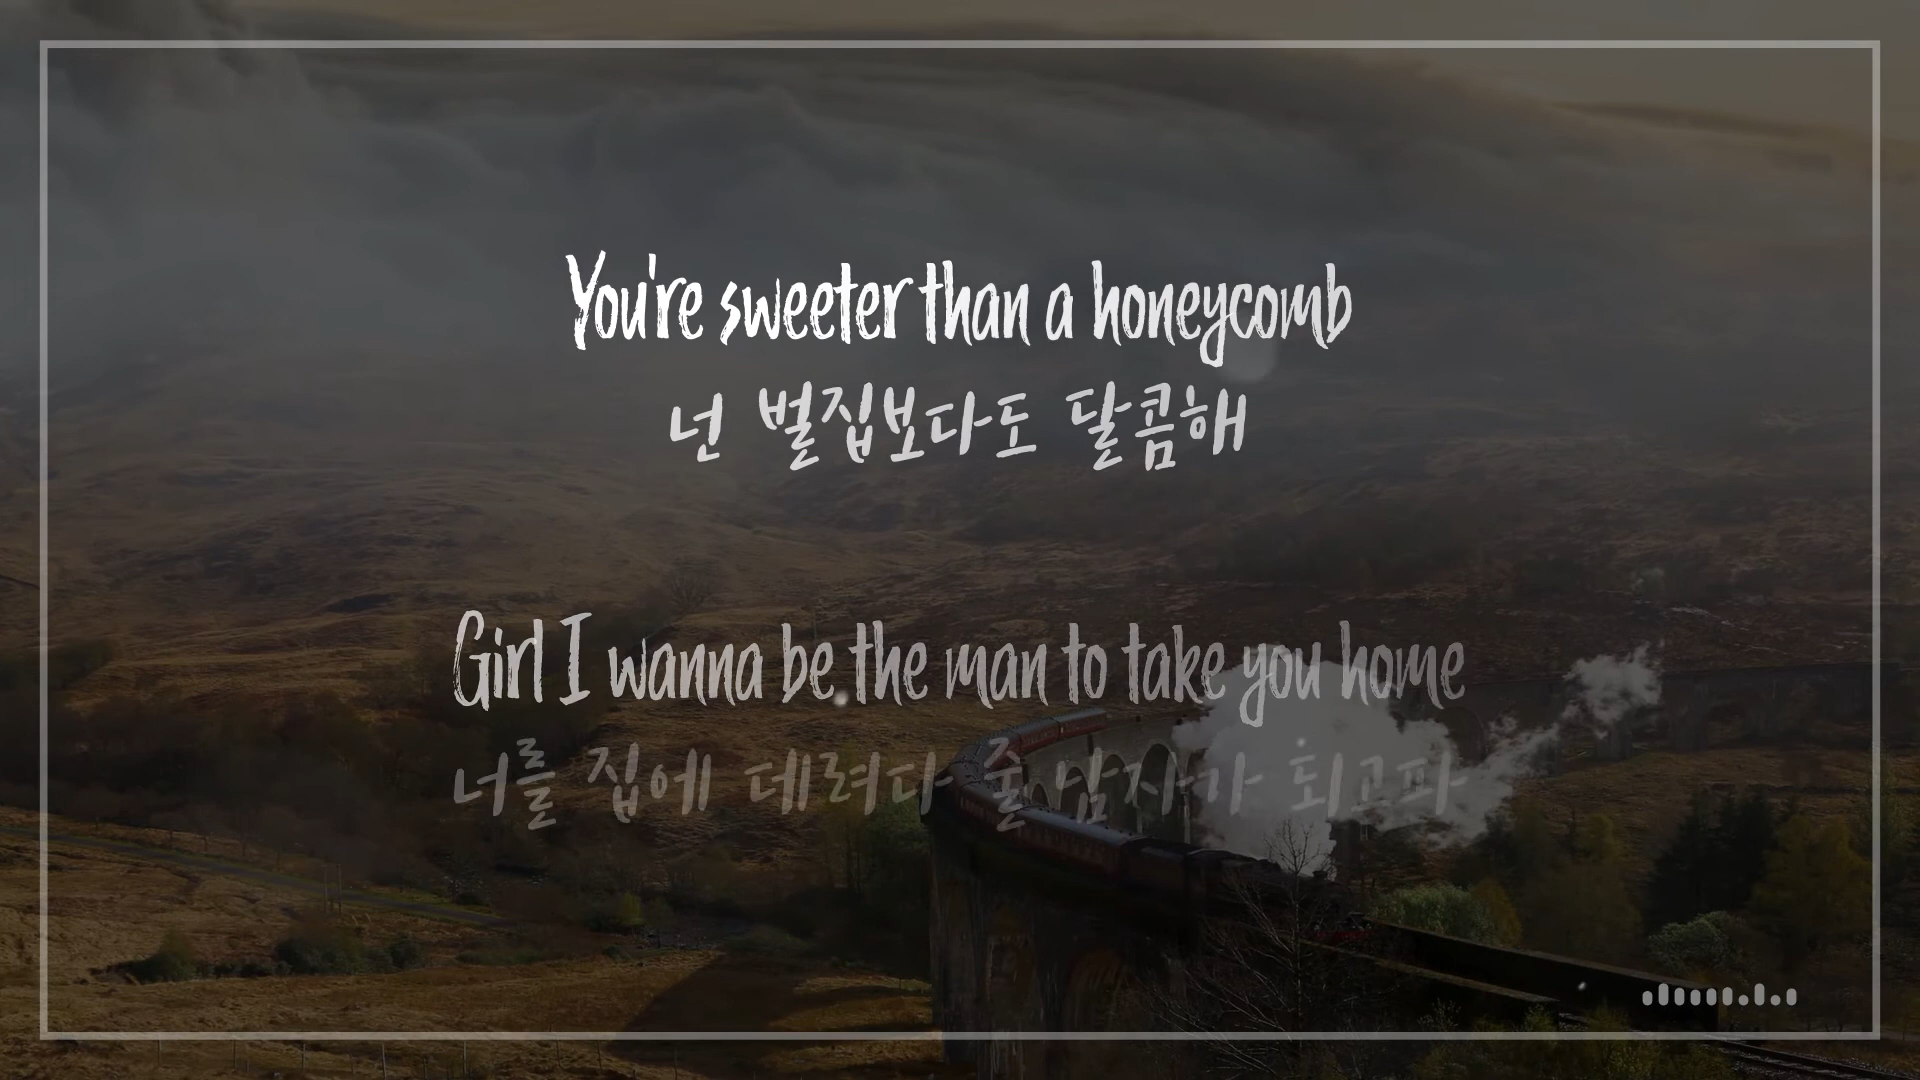 You're sweeter than a honeycomb
넌 벌집보다도 달콤해
Girl I wanna be the man to take you home
너를 집에 데려다 줄 남자가 되고파